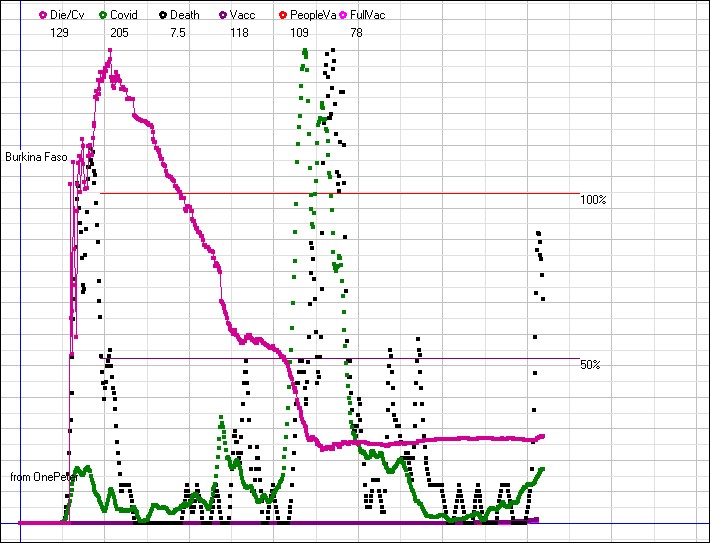 Die/Cv Covid Death Vacc PeopleVa FullVac
129 205 7.5 118 109 78
Burkina Faso
100%
50%
from OnePeter